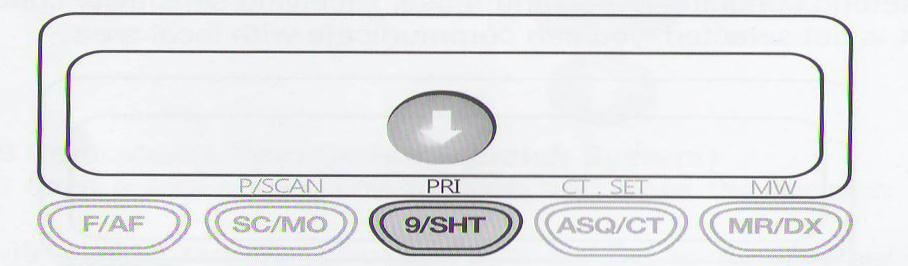 P/SCAN PRI CT . SET MW
F/AF SC/MO 9/SHT ASQ/CT MR/DX